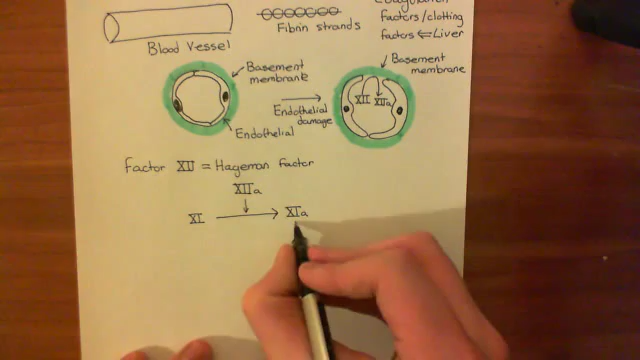 Coagulation
factors/clotting
factors ⇐ Liver
Blood Vessel
Fibrin strands
Basement
membrane
Endothelial
Endothelial
damage
Basement
membrane
XII
XIIa
Factor XII = Hageman factor
XIIa
XI → XIa